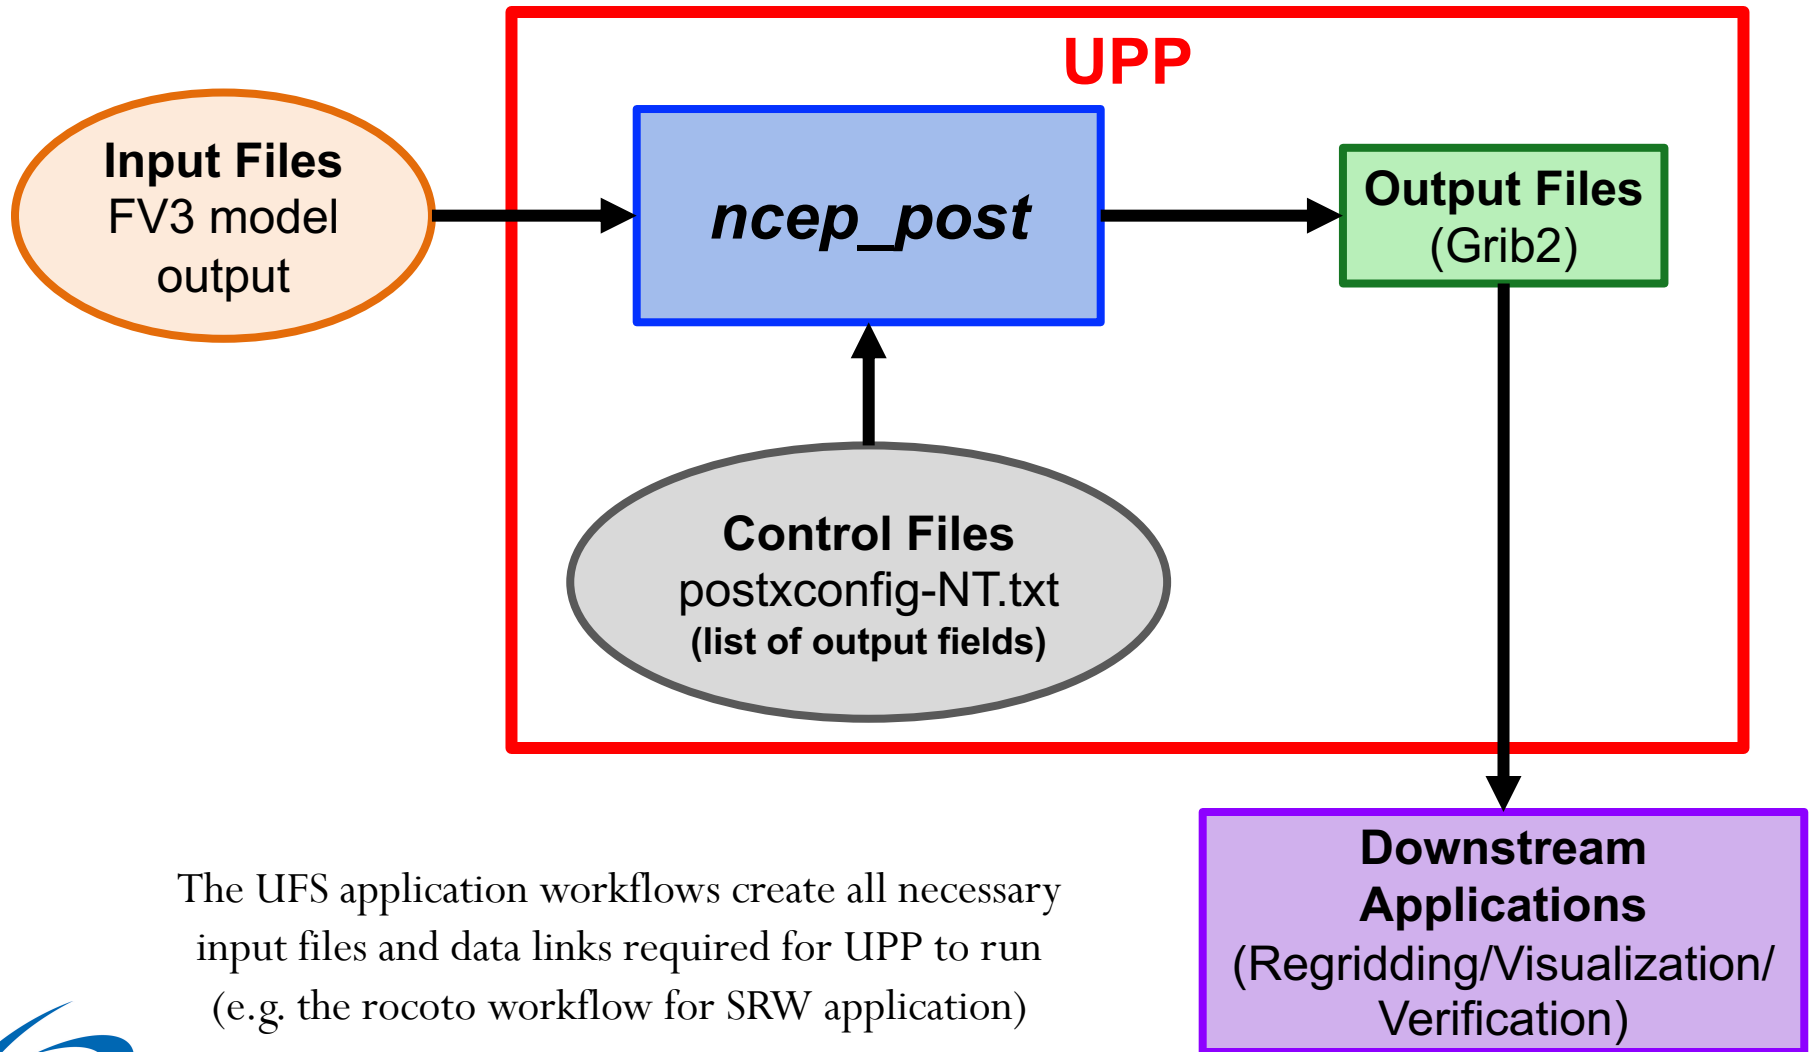 UPP
Input Files
FV3 model
output
ncep_post
Output Files
(Grib2)
Control Files
postxconfig-NT.txt
(list of output fields)
Downstream
Applications
(Regridding/Visualization/
Verification)
The UFS application workflows create all necessary
input files and data links required for UPP to run
(e.g. the rocoto workflow for SRW application)